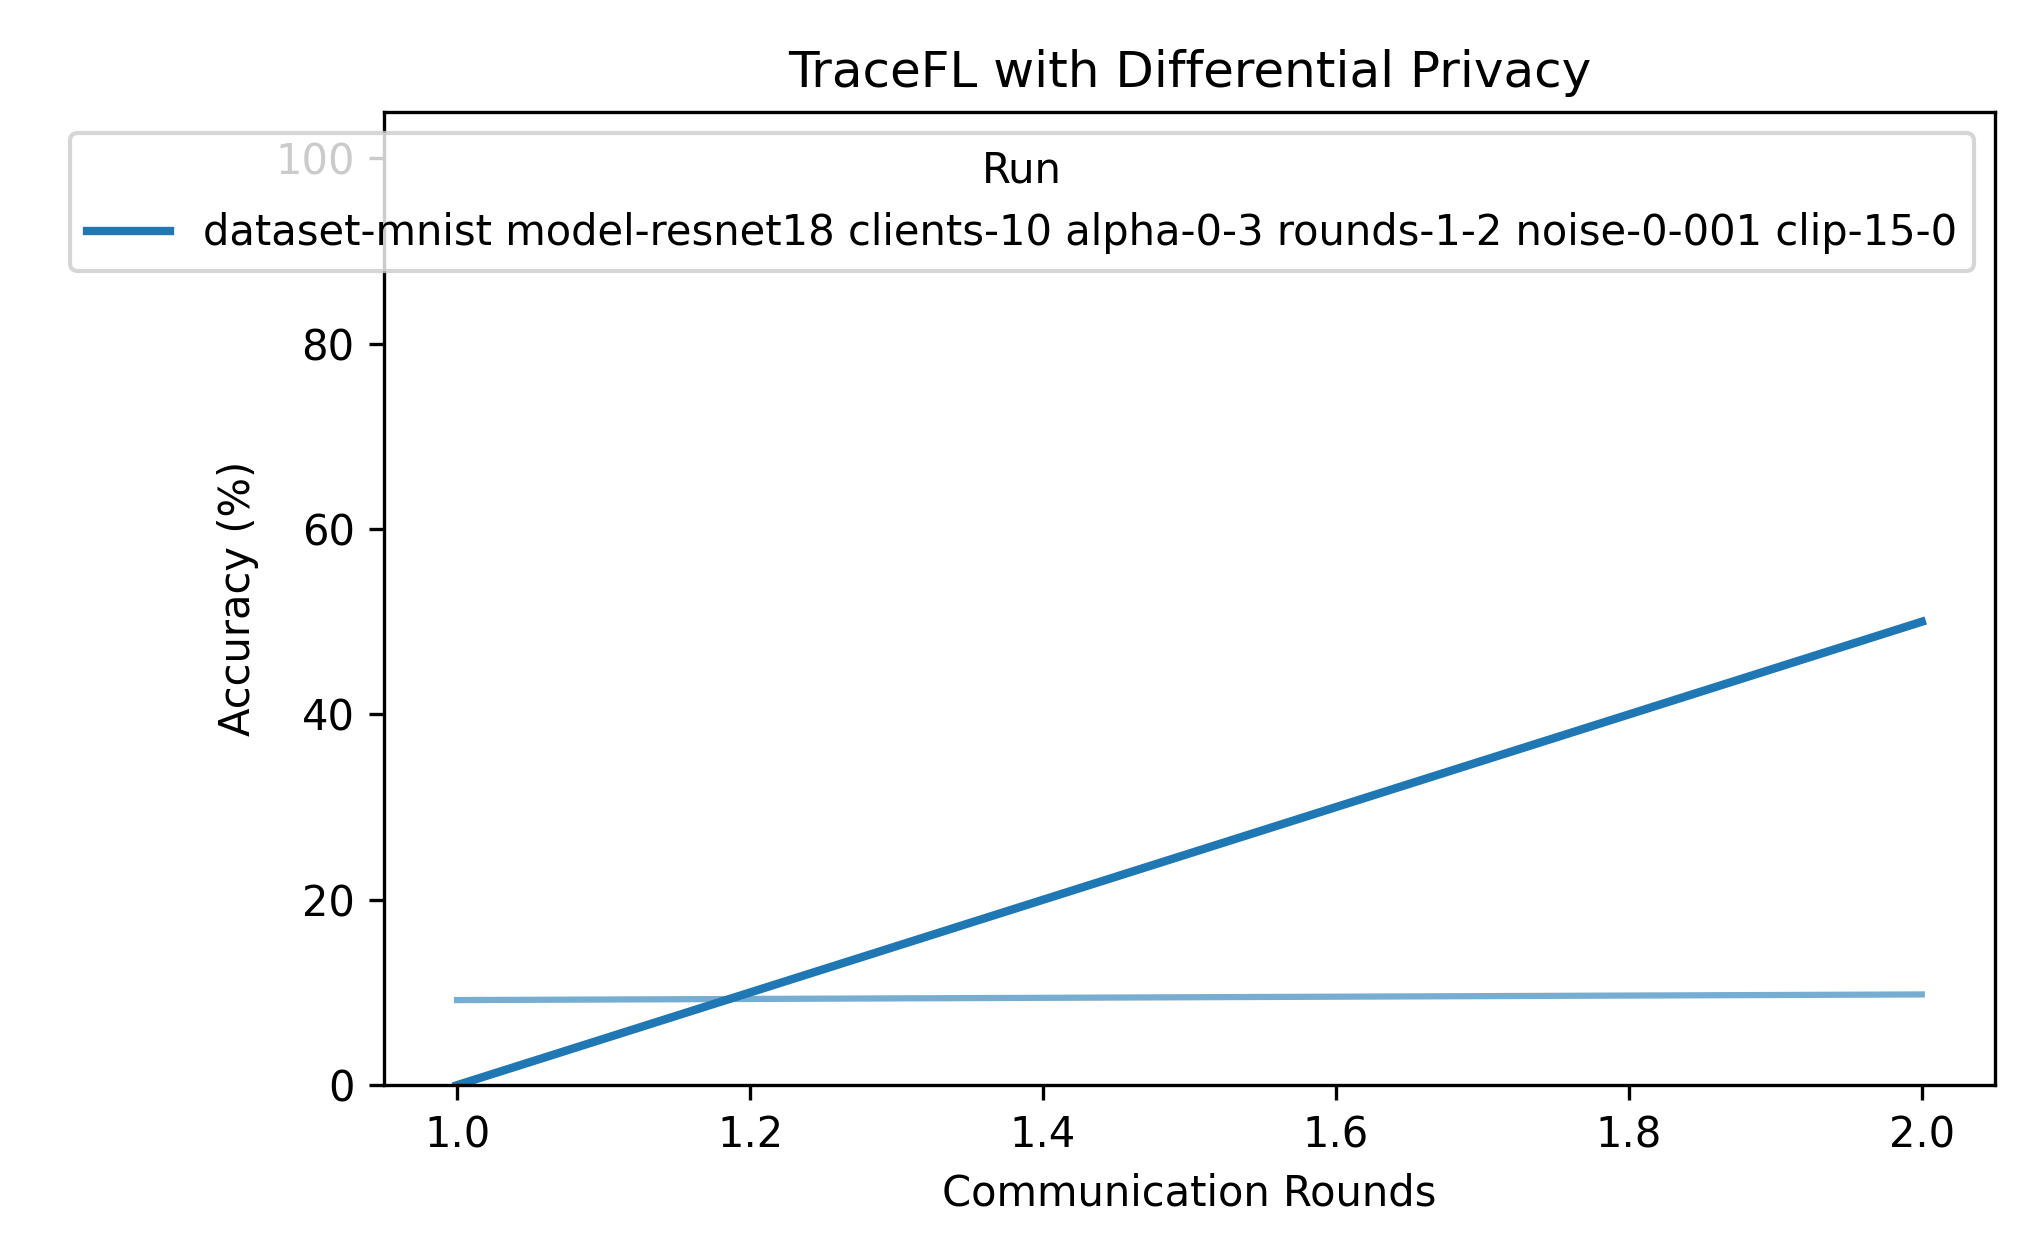 TraceFL with Differential Privacy
Run
dataset-mnist model-resnet18 clients-10 alpha-0-3 rounds-1-2 noise-0-001 clip-15-0
100
80
60
40
20
0
Accuracy (%)
1.0 1.2 1.4 1.6 1.8 2.0
Communication Rounds